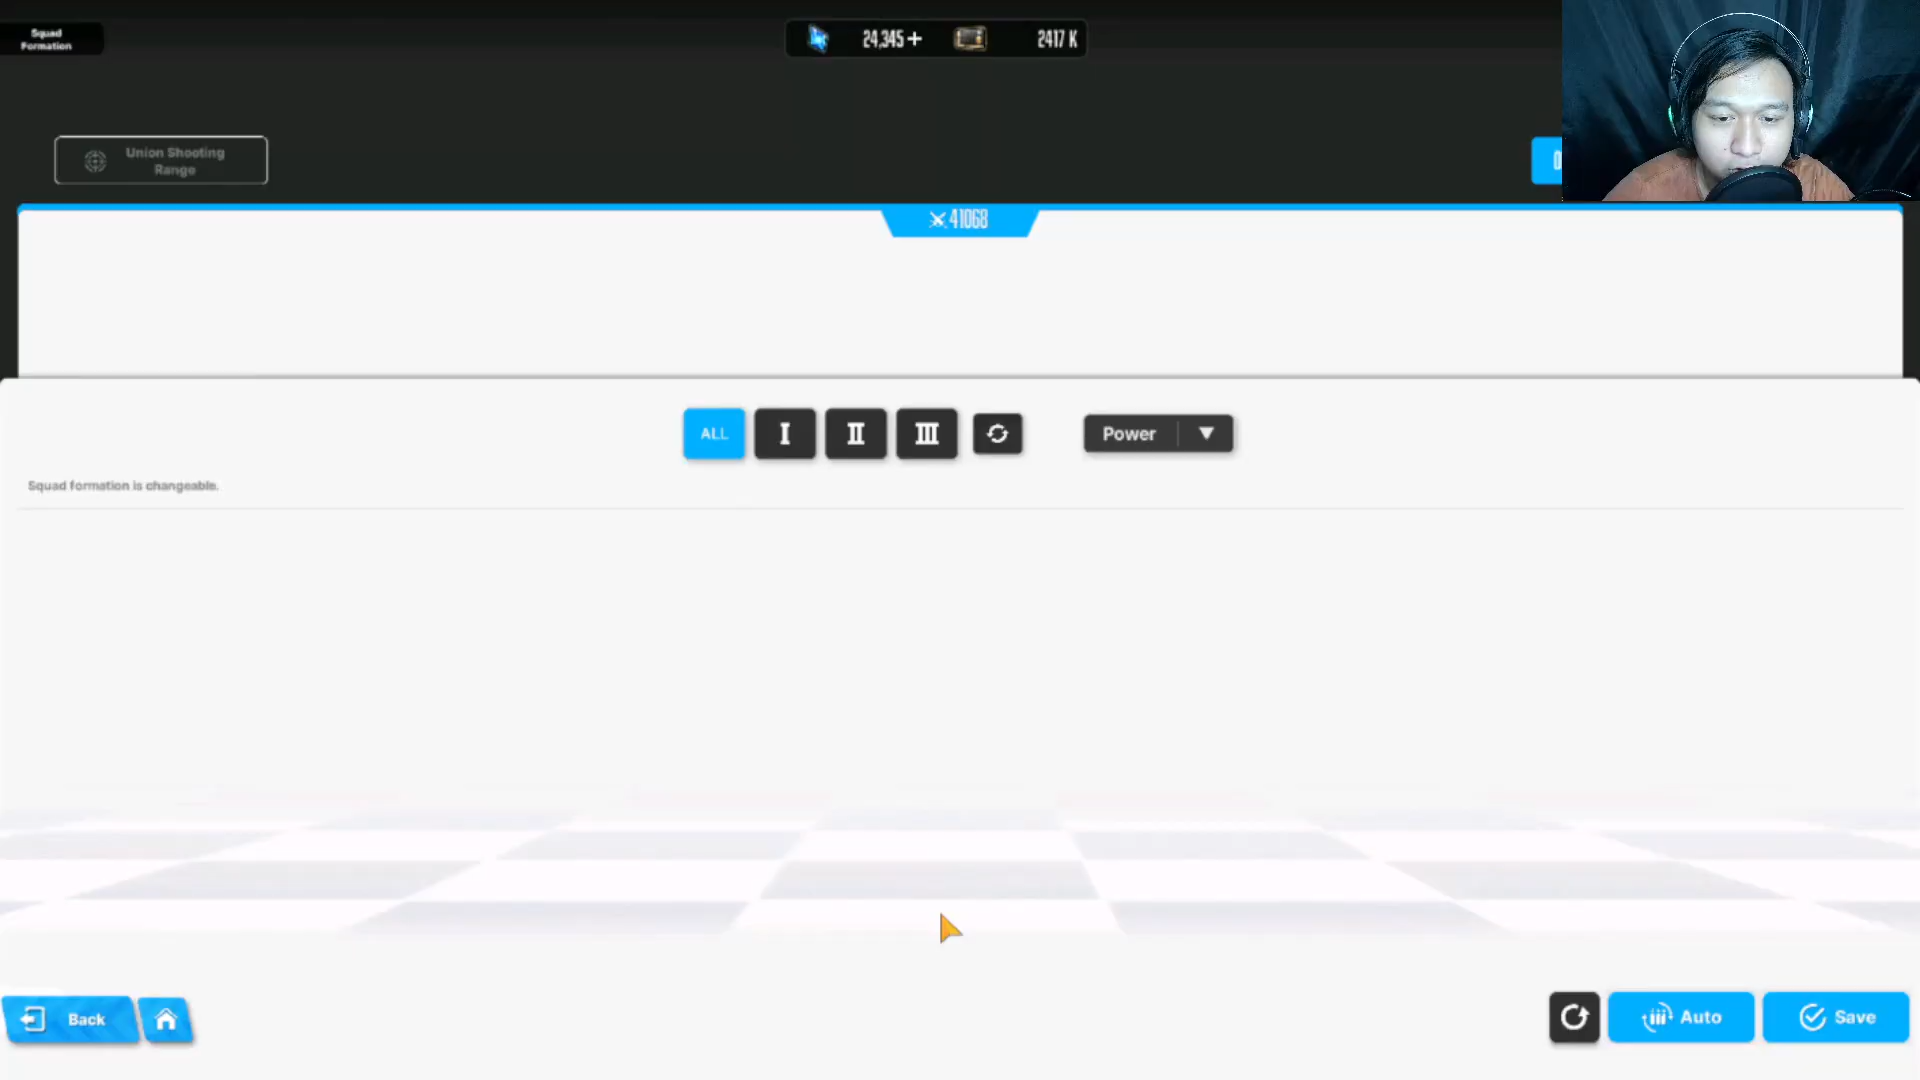 Squad
Formation
24,345+
2417 K
Union Shooting
Range
41068
ALL
I
II
III
Power
Squad formation is changeable.
Back
Auto
Save